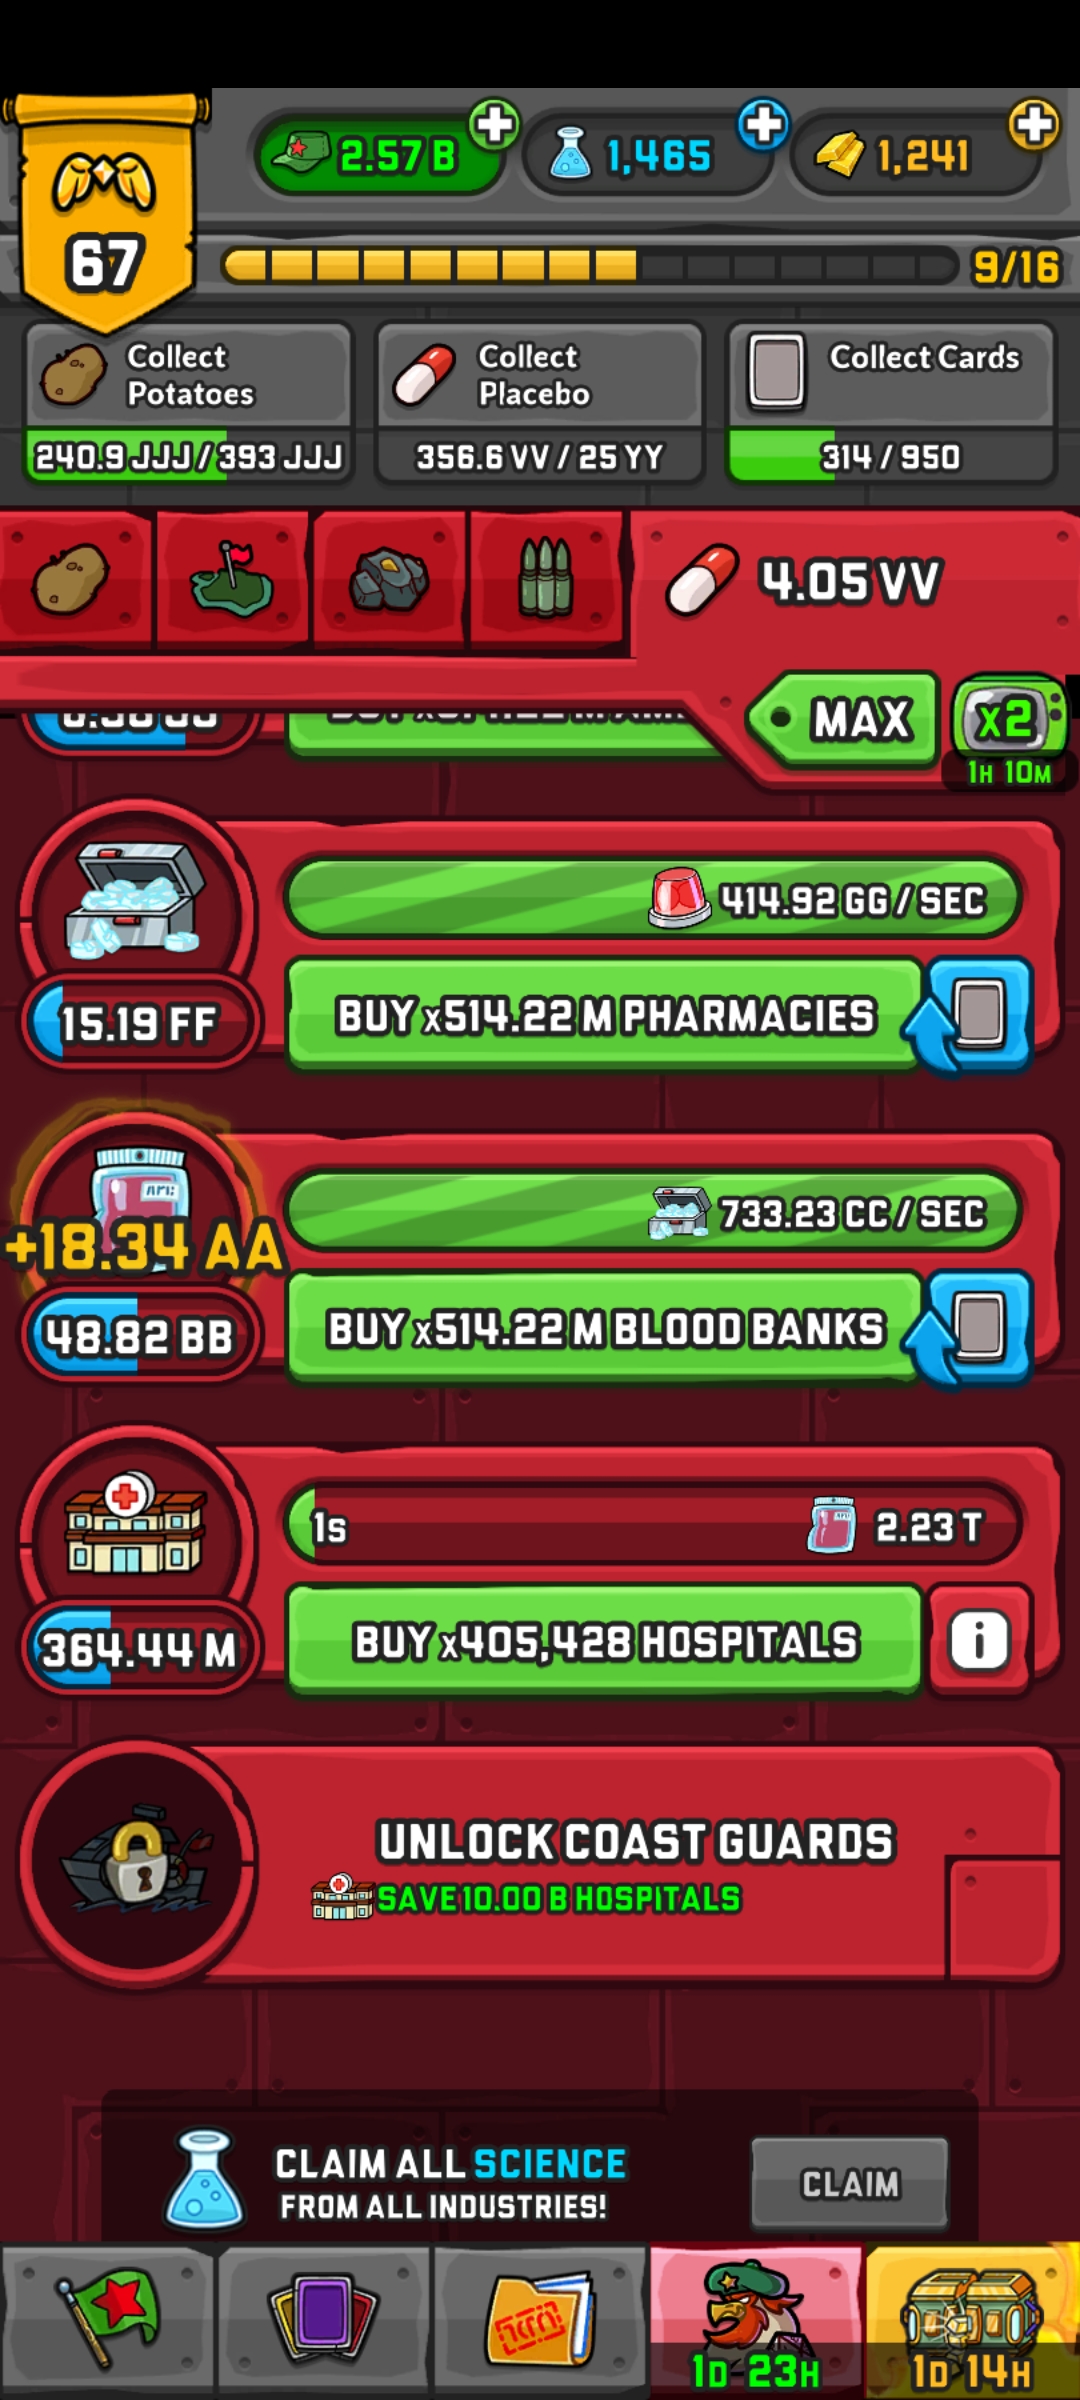 2.57 B
1,465
1,241
67
9/16
Collect
Potatoes
240.9 JJJ / 393 JJJ
Collect
Placebo
356.6 VV / 25 YY
Collect Cards
314 / 950
4.05 VV
MAX
x2
1H 10M
414.92 GG / SEC
15.19 FF
BUY x514.22 M PHARMACIES
+18.34 AA
733.23 CC / SEC
48.82 BB
BUY x514.22 M BLOOD BANKS
1s
2.23 T
364.44 M
BUY x405,428 HOSPITALS
i
UNLOCK COAST GUARDS
SAVE 10.00 B HOSPITALS
CLAIM ALL SCIENCE
FROM ALL INDUSTRIES!
CLAIM
1D 23H
1D 14H